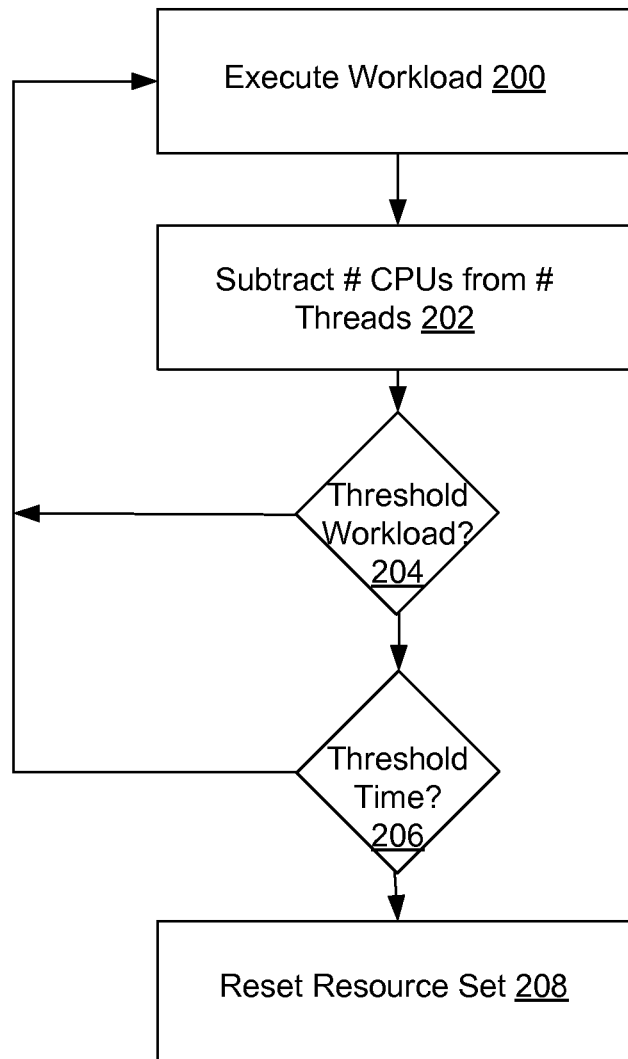 Execute Workload 200
Subtract # CPUs from #
Threads 202
Threshold
Workload?
204
Threshold
Time?
206
Reset Resource Set 208